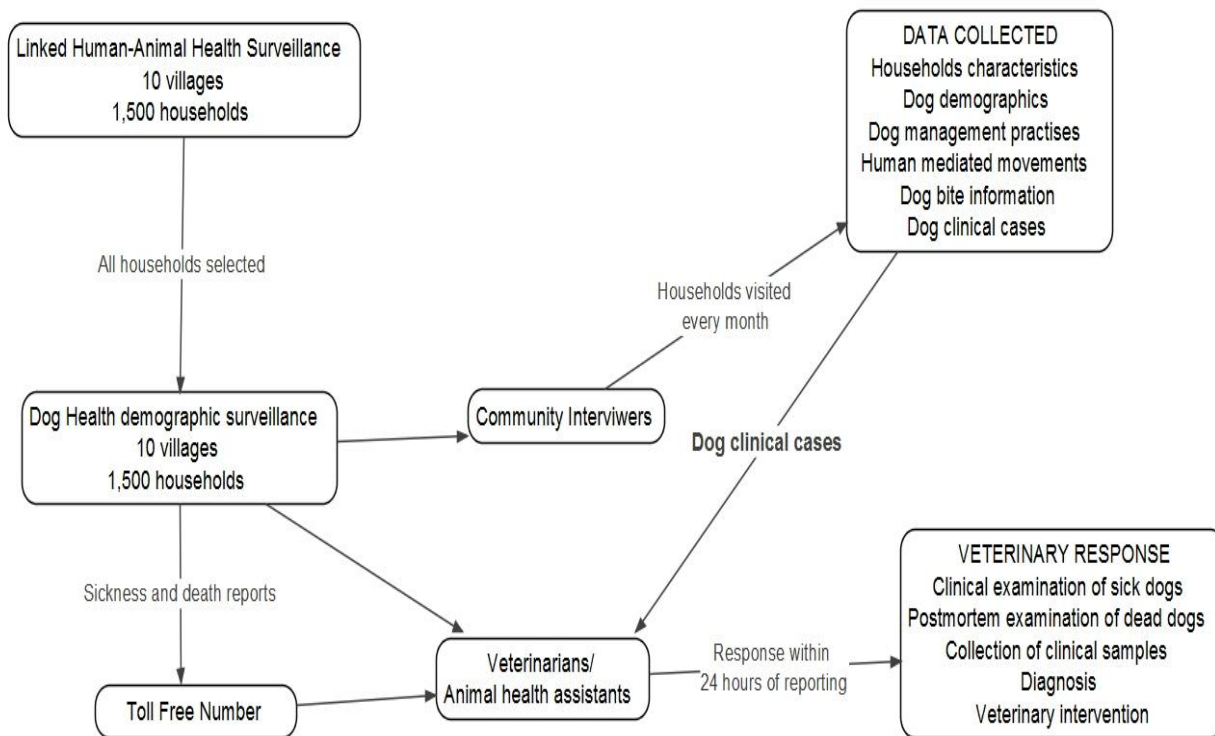 Linked Human-Animal Health Surveillance
10 villages
1,500 households
DATA COLLECTED
Households characteristics
Dog demographics
Dog management practises
Human mediated movements
Dog bite information
Dog clinical cases
All households selected
Households visited
every month
Dog Health demographic surveillance
10 villages
1,500 households
Community Interviwers
Dog clinical cases
Sickness and death reports
Toll Free Number
Veterinarians/
Animal health assistants
Response within
24 hours of reporting
VETERINARY RESPONSE
Clinical examination of sick dogs
Postmortem examination of dead dogs
Collection of clinical samples
Diagnosis
Veterinary intervention